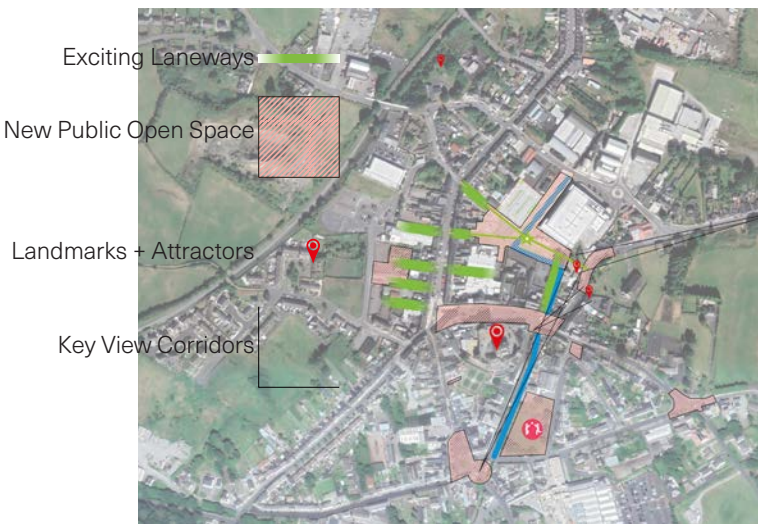 Exciting Laneways
New Public Open Space
Landmarks + Attractors
Key View Corridors